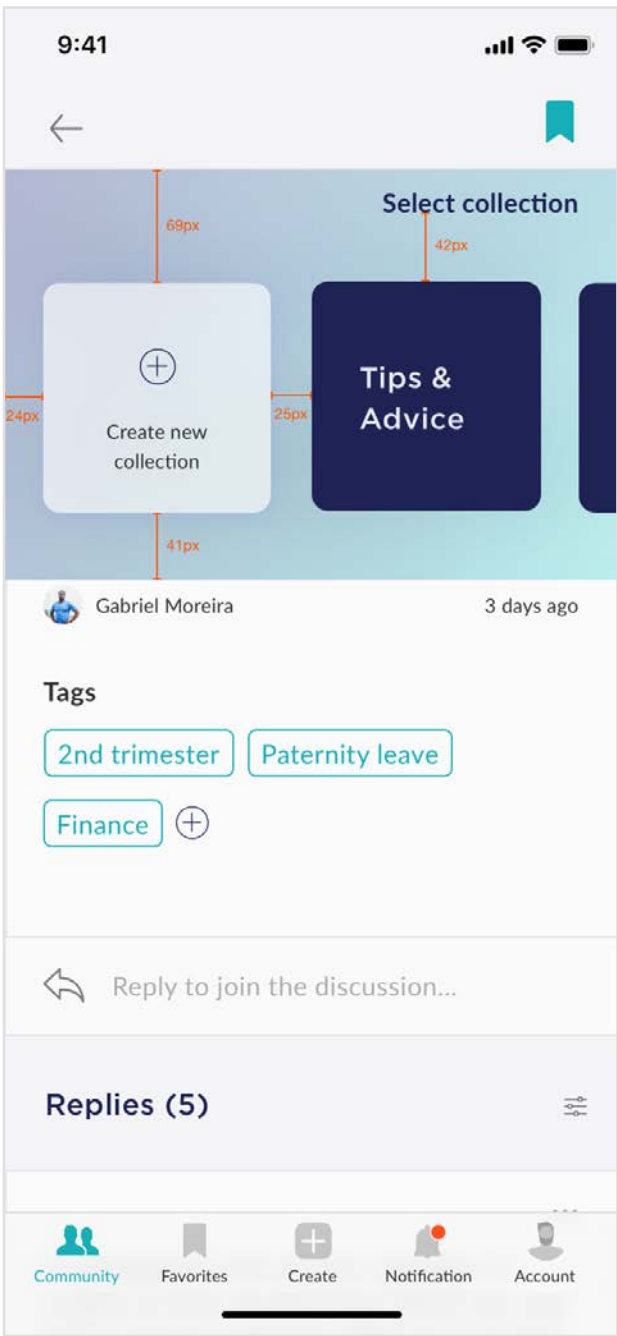 9:41
Select collection
69px
42px
Create new
collection
Tips &
Advice
24px
25px
41px
Gabriel Moreira
3 days ago
Tags
2nd trimester
Paternity leave
Finance
Reply to join the discussion...
Replies (5)
Community
Favorites
Create
Notification
Account